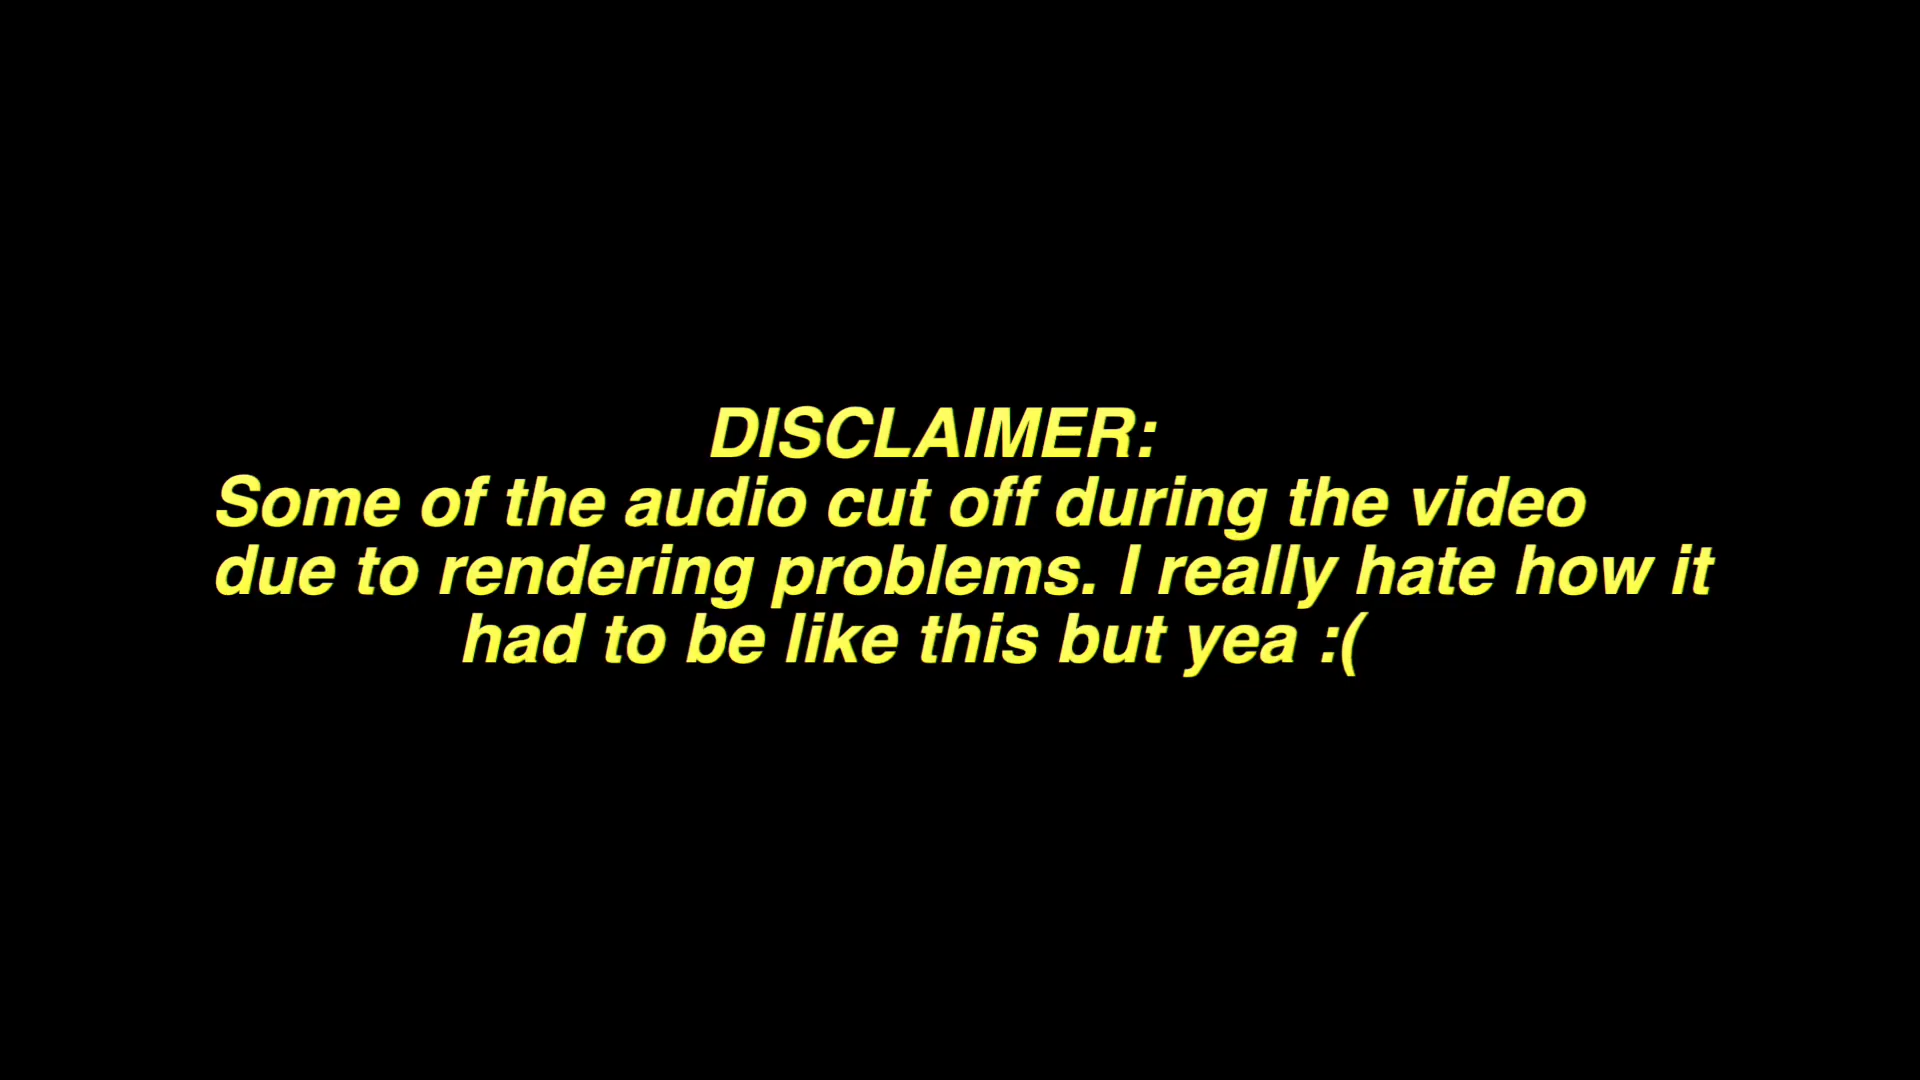 DISCLAIMER:
Some of the audio cut off during the video
due to rendering problems. I really hate how it
had to be like this but yea :(